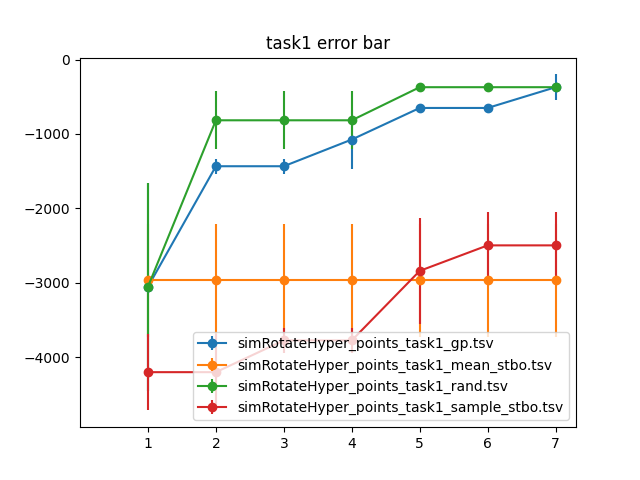 task1 error bar
0
−1000
−2000
−3000
−4000
simRotateHyper_points_task1_gp.tsv
simRotateHyper_points_task1_mean_stbo.tsv
simRotateHyper_points_task1_rand.tsv
simRotateHyper_points_task1_sample_stbo.tsv
1 2 3 4 5 6 7